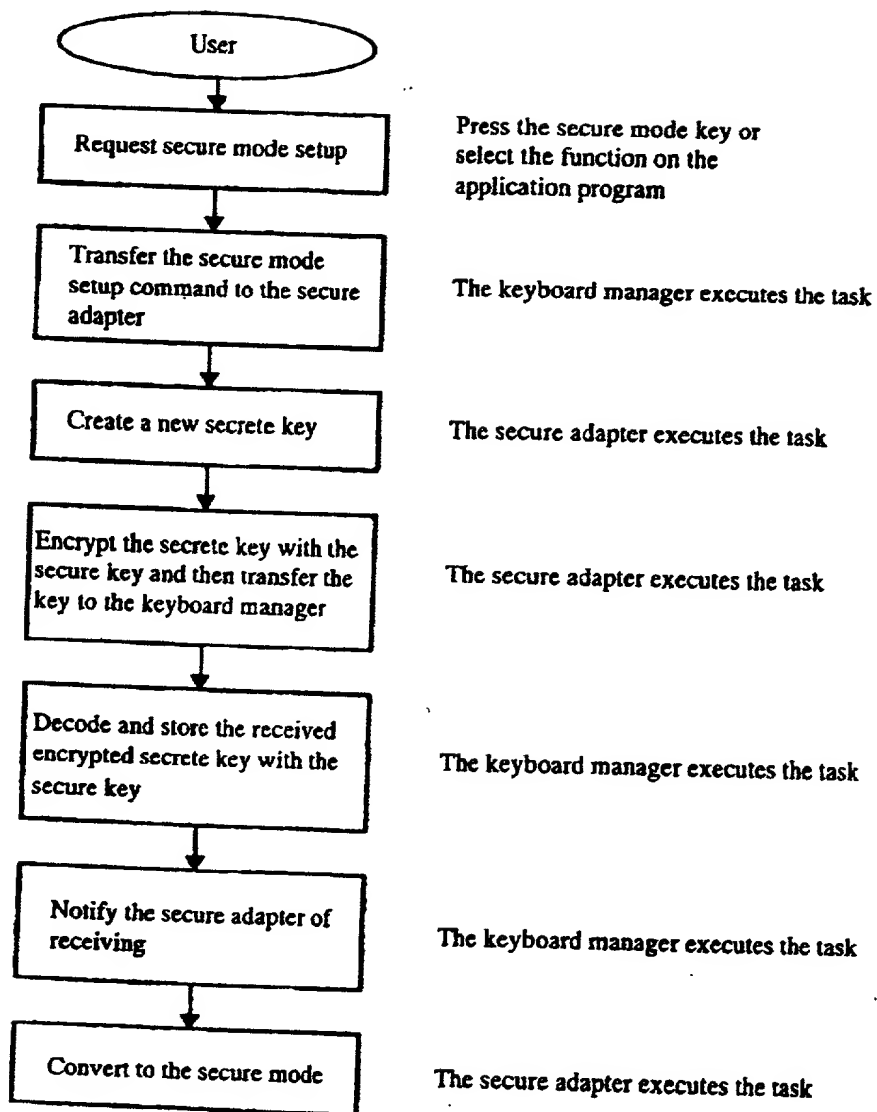 User
Request secure mode setup
Press the secure mode key or
select the function on the
application program
Transfer the secure mode
setup command to the secure
adapter
The keyboard manager executes the task
Create a new secrete key
The secure adapter executes the task
Encrypt the secrete key with the
secure key and then transfer the
key to the keyboard manager
The secure adapter executes the task
Decode and store the received
encrypted secrete key with the
secure key
The keyboard manager executes the task
Notify the secure adapter of
receiving
The keyboard manager executes the task
Convert to the secure mode
The secure adapter executes the task